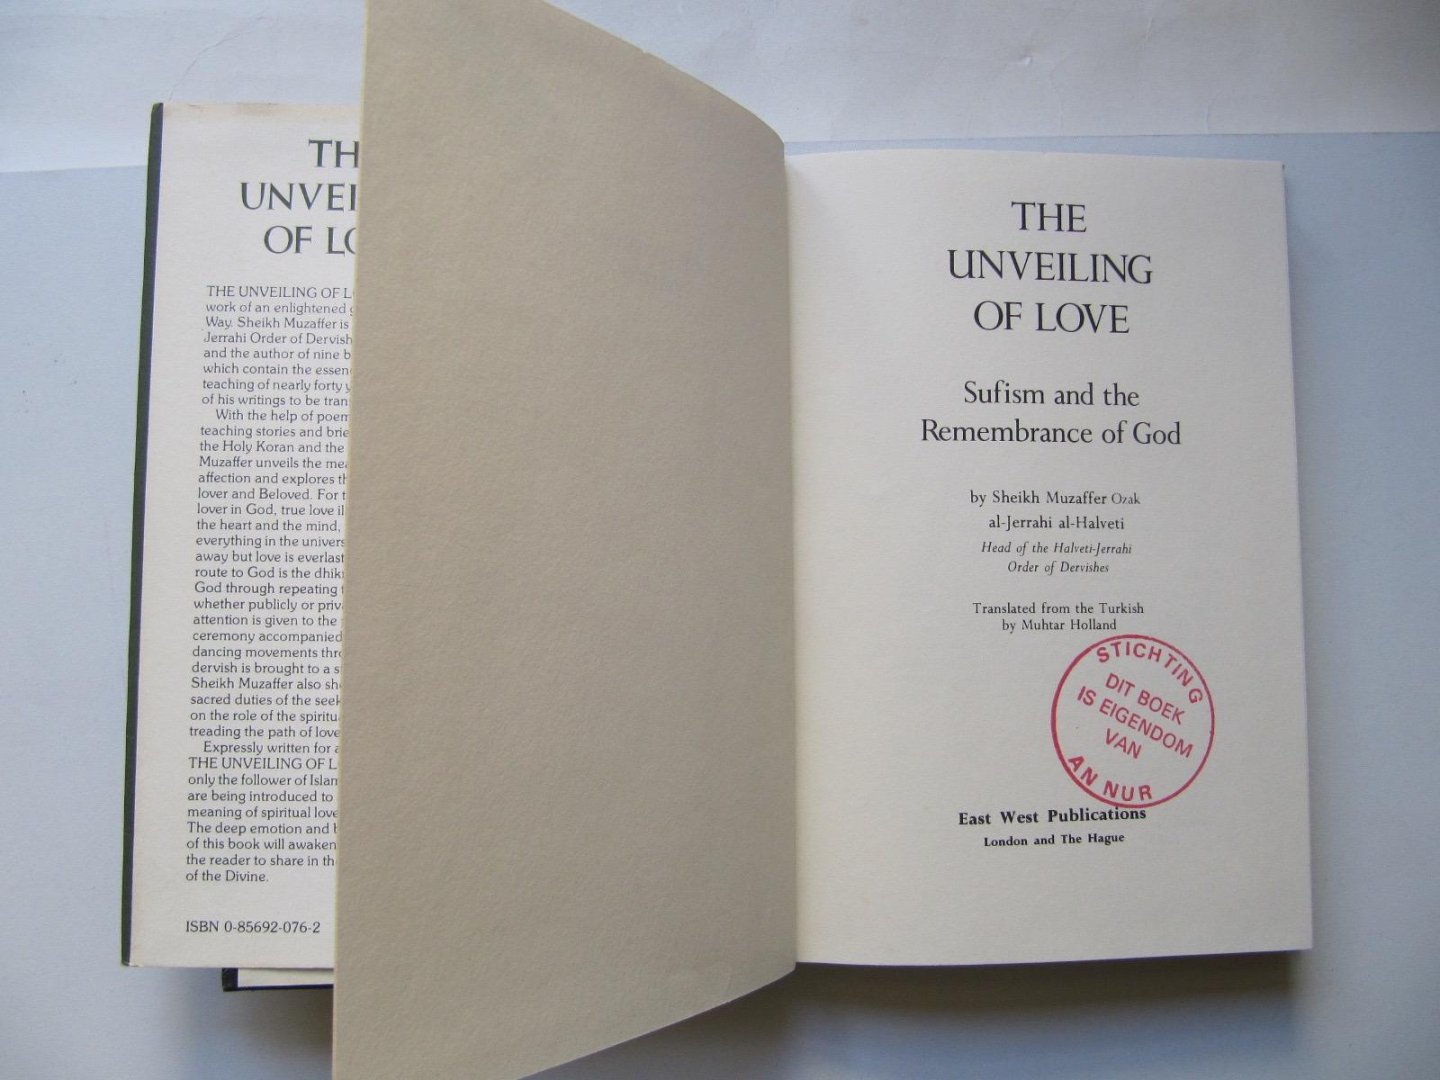 TH
UNVEI
OF LO
THE UNVEILING OF L
work of an enlightened
Way. Sheikh Muzaffer is
Jerrahi Order of Dervish
and the author of nine b
which contain the essen
teaching of nearly forty y
of his writings to be tran
With the help of poem
teaching stories and brie
the Holy Koran and the
Muzaffer unveils the mea
affection and explores th
lover and Beloved. For t
lover in God, true love il
the heart and the mind,
everything in the univers
away but love is everlast
route to God is the dhik
God through repeating
whether publicly or priv
attention is given to the
ceremony accompanied
dancing movements thr
dervish is brought to a s
Sheikh Muzaffer also sh
sacred duties of the seek
on the role of the spiritu
treading the path of love
Expressly written for a
THE UNVEILING OF L
only the follower of Islam
are being introduced to
meaning of spiritual love
The deep emotion and b
of this book will awaken
the reader to share in th
of the Divine.
ISBN 0-85692-076-2
THE
UNVEILING
OF LOVE
Sufism and the
Remembrance of God
by Sheikh Muzaffer Ozak
al-Jerrahi al-Halveti
Head of the Halveti-Jerrahi
Order of Dervishes
Translated from the Turkish
by Muhtar Holland
STICHTING
DIT BOEK
IS EIGENDOM
VAN
AN NUR
East West Publications
London and The Hague